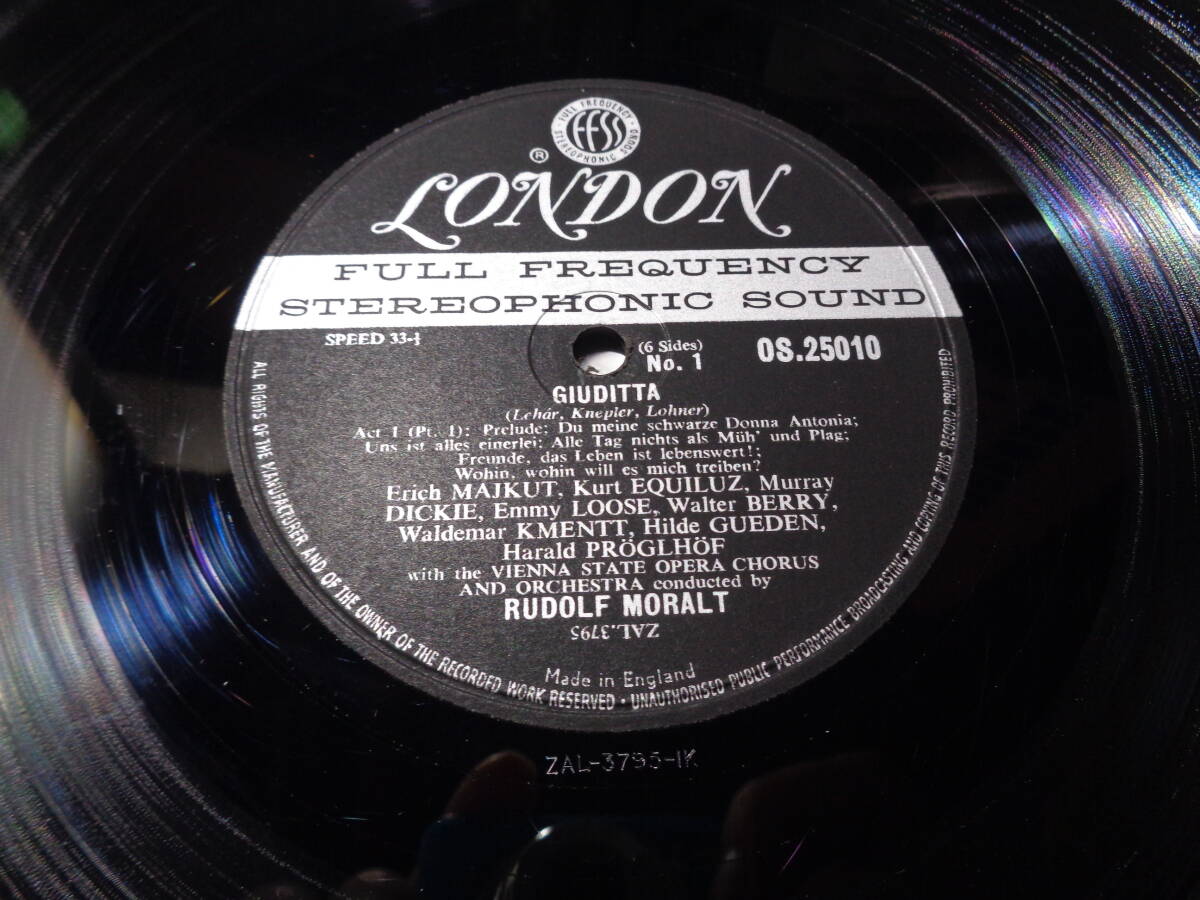 FULL FREQUENCY
FFSS
STEREOPHONIC SOUND
®
LONDON
FULL FREQUENCY
STEREOPHONIC SOUND
SPEED 33-⅓
(6 Sides)
No. 1
OS.25010
GIUDITTA
(Lehár, Knepler, Lohner)
Act 1 (Pt. 1): Prelude; Du meine schwarze Donna Antonia;
Uns ist alles einerlei; Alle Tag nichts als Müh' und Plag;
Freunde, das Leben ist lebenswert!;
Wohin, wohin will es mich treiben?
Erich MAJKUT, Kurt EQUILUZ, Murray
DICKIE, Emmy LOOSE, Walter BERRY,
Waldemar KMENTT, Hilde GUEDEN,
Harald PRÖGLHÖF
with the VIENNA STATE OPERA CHORUS
AND ORCHESTRA conducted by
RUDOLF MORALT
ZAL.3795
Made in England
ALL RIGHTS OF THE MANUFACTURER AND OF THE OWNER OF THE RECORDED WORK RESERVED · UNAUTHORISED PUBLIC PERFORMANCE BROADCASTING AND COPYING OF THIS RECORD PROHIBITED
ZAL-3795-1K